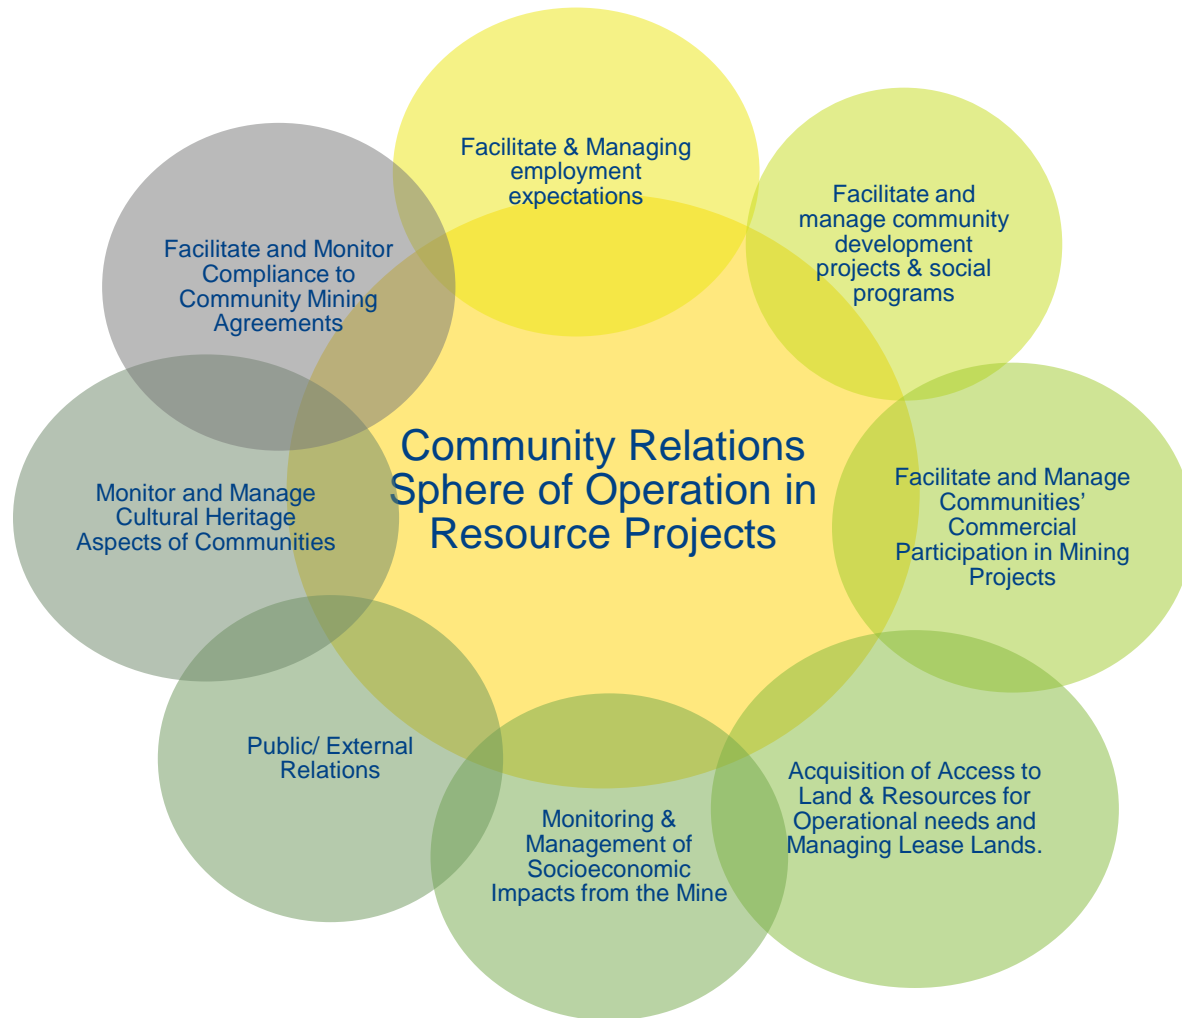 Facilitate & Managing
employment
expectations
Facilitate and
manage community
development
projects & social
programs
Facilitate and Manage
Communities’
Commercial
Participation in Mining
Projects
Acquisition of Access to
Land & Resources for
Operational needs and
Managing Lease Lands.
Monitoring &
Management of
Socioeconomic
Impacts from the Mine
Public/ External
Relations
Monitor and Manage
Cultural Heritage
Aspects of Communities
Facilitate and Monitor
Compliance to
Community Mining
Agreements
Community Relations
Sphere of Operation in
Resource Projects